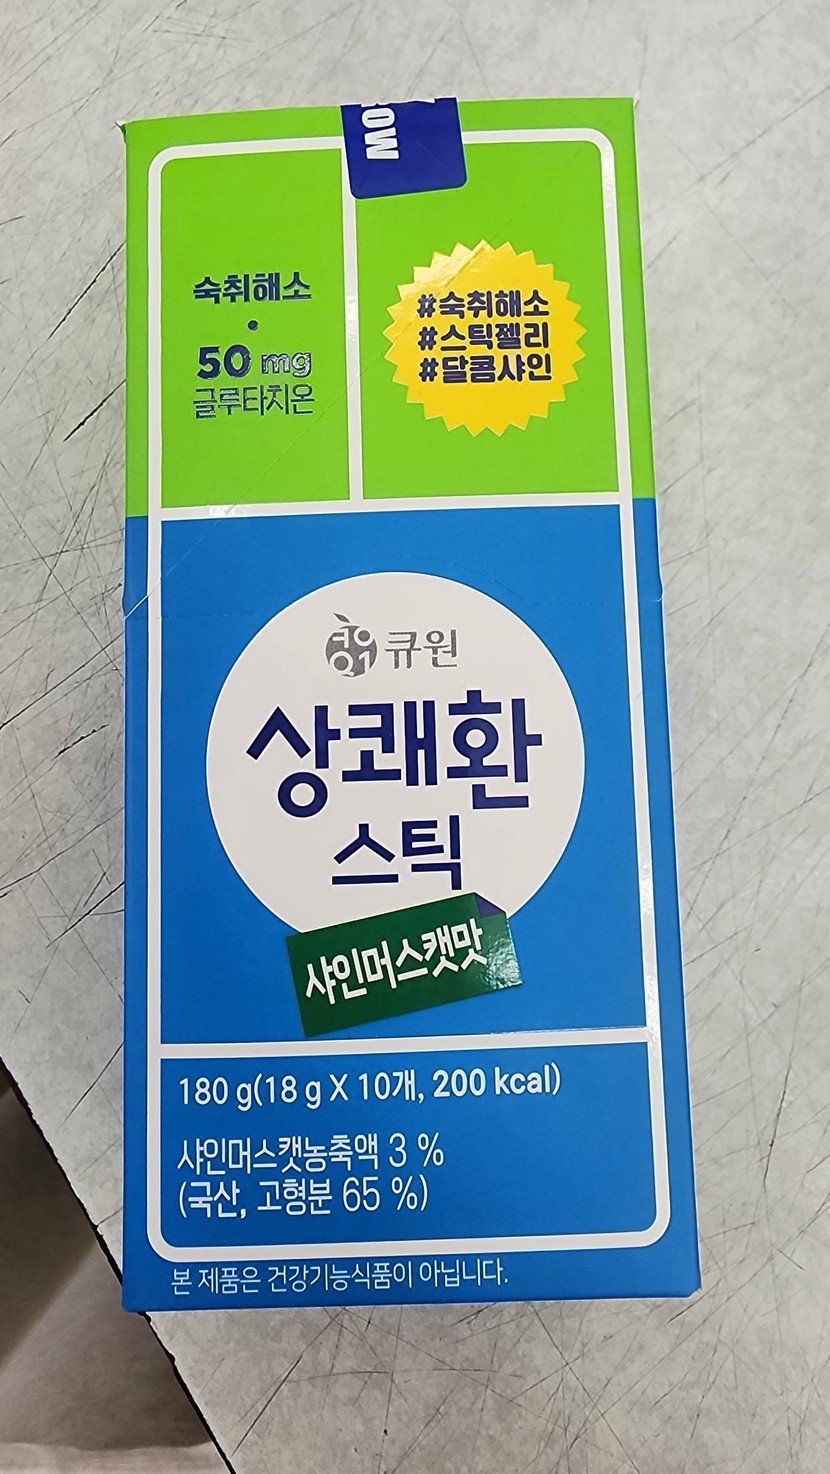 OW
숙취해소
50 mg
글루타치온
#숙취해소
#스틱젤리
#달콤샤인
큐원
상쾌환
스틱
샤인머스캣맛
180 g(18 g X 10개, 200 kcal)
샤인머스캣농축액 3 %
(국산, 고형분 65 %)
본 제품은 건강기능식품이 아닙니다.